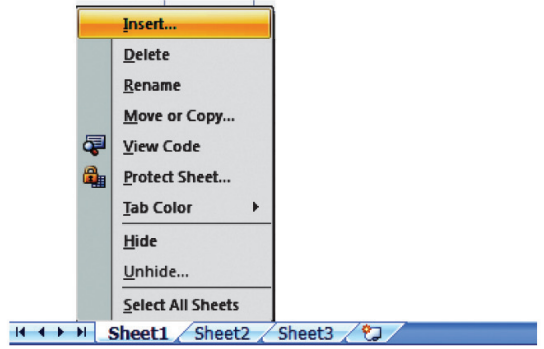 Insert...
Delete
Rename
Move or Copy...
View Code
Protect Sheet...
Tab Color
Hide
Unhide...
Select All Sheets
Sheet1 Sheet2 Sheet3